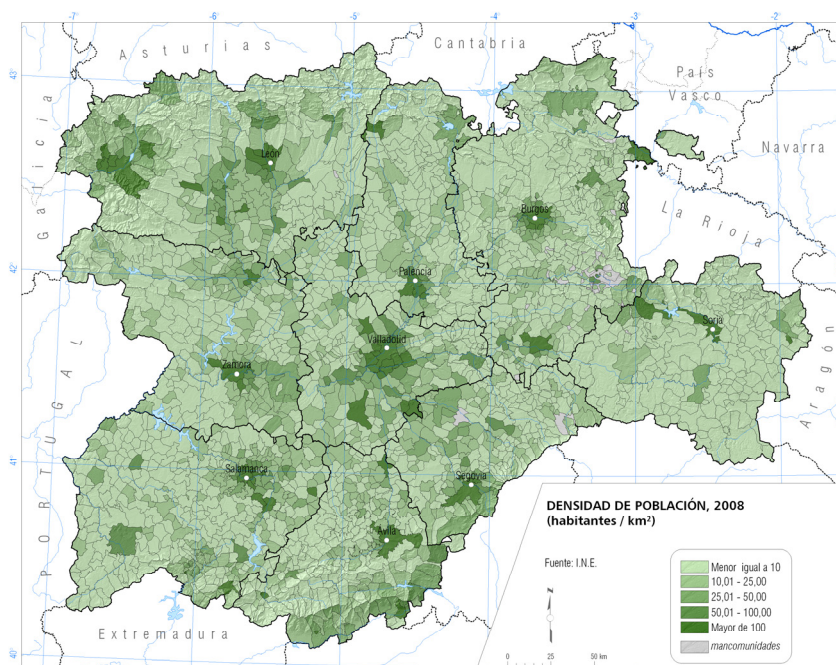 -7°
-6°
-5°
-4°
-3°
-2°
Asturias
Cantabria
43°
País
Vasco
Navarra
Galicia
León
Burgos
La Rioja
42°
Palencia
Soria
Valladolid
Zamora
Aragón
PORTUGAL
41°
Salamanca
Segovia
Ávila
Extremadura
40°
DENSIDAD DE POBLACIÓN, 2008
(habitantes / km²)
Fuente: I.N.E.
N
0 25 50 km
Menor igual a 10
10,01 - 25,00
25,01 - 50,00
50,01 - 100,00
Mayor de 100
mancomunidades